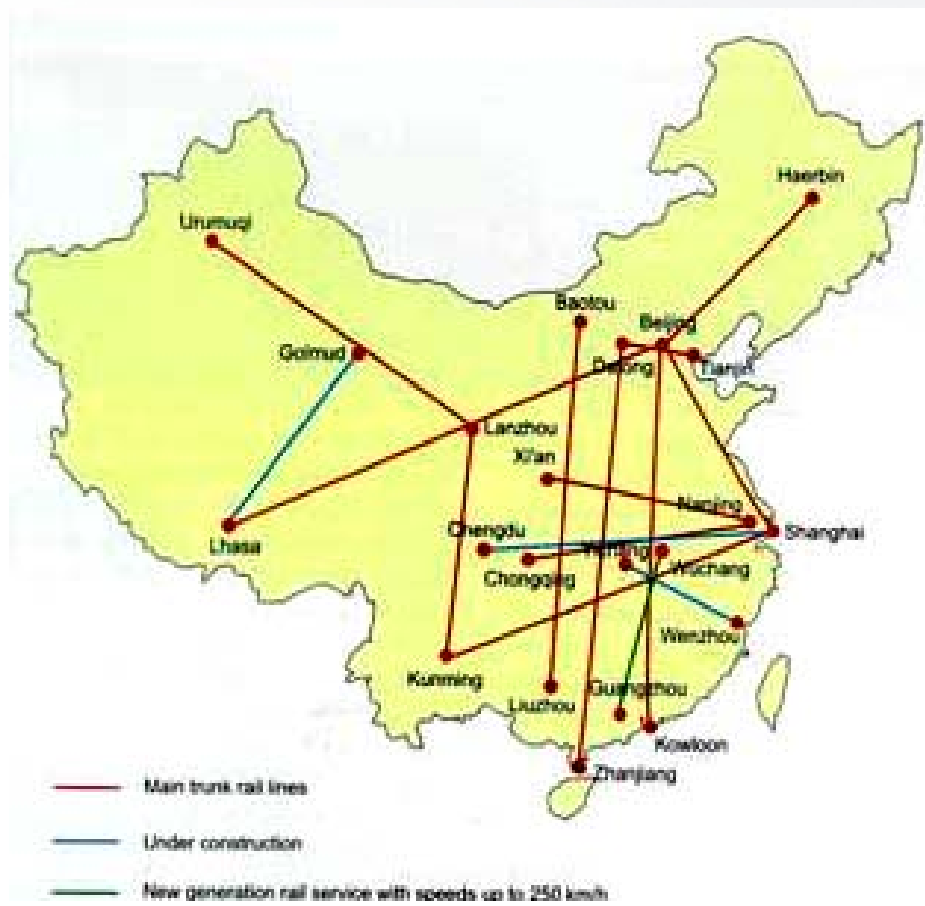 Haerbin
Urumuqi
Baotou
Beijing
Golmud
Datong
Tianjin
Lanzhou
Xi'an
Nanjing
Shanghai
Chengdu
Lhasa
Yichang
Wuchang
Chongqing
Wenzhou
Kunming
Guangzhou
Liuzhou
Kowloon
Zhanjiang
Main trunk rail lines
Under construction
New generation rail service with speeds up to 250 km/h